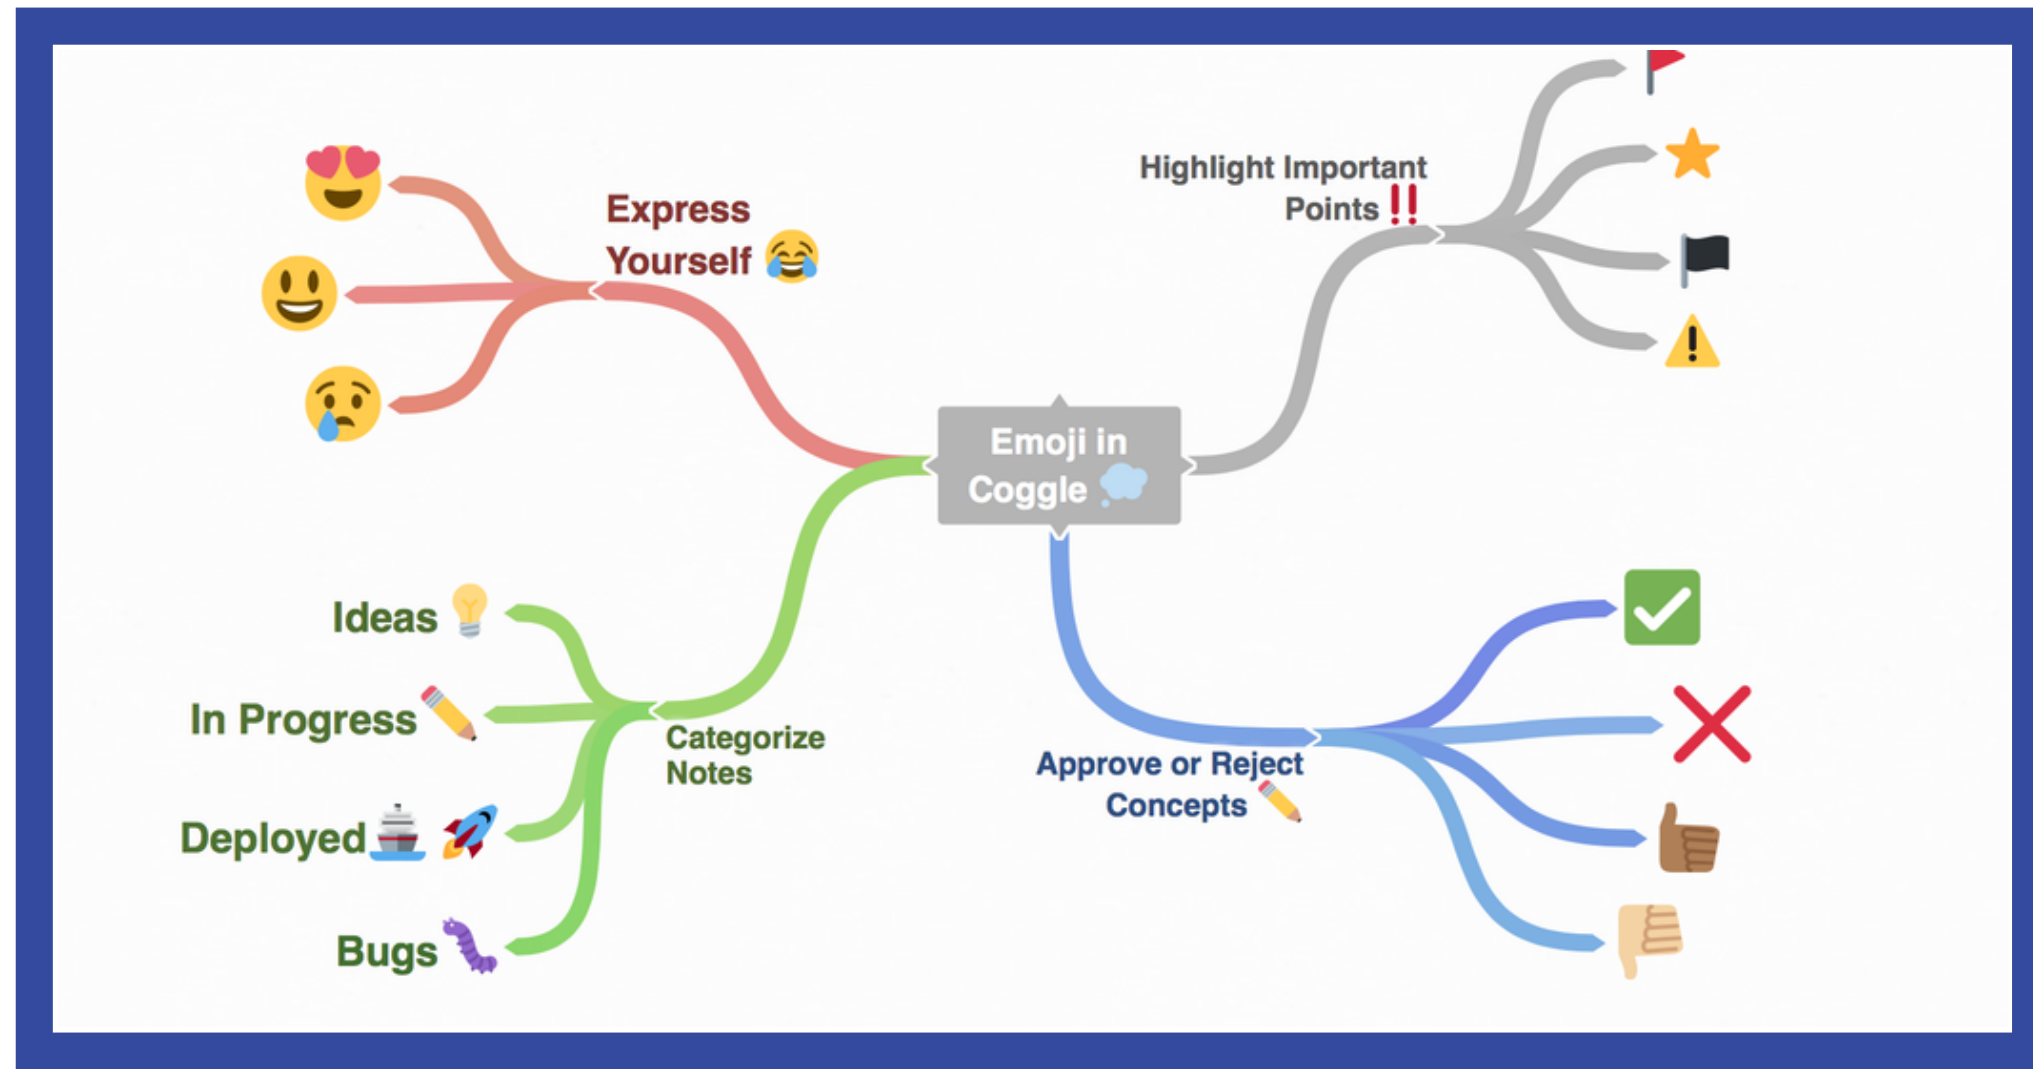 Express
Yourself 😂
Highlight Important
Points ‼️
Emoji in
Coggle 💭
Ideas 💡
In Progress ✏️
Deployed 🛳️ 🚀
Bugs 🐛
Categorize
Notes
Approve or Reject
Concepts ✏️